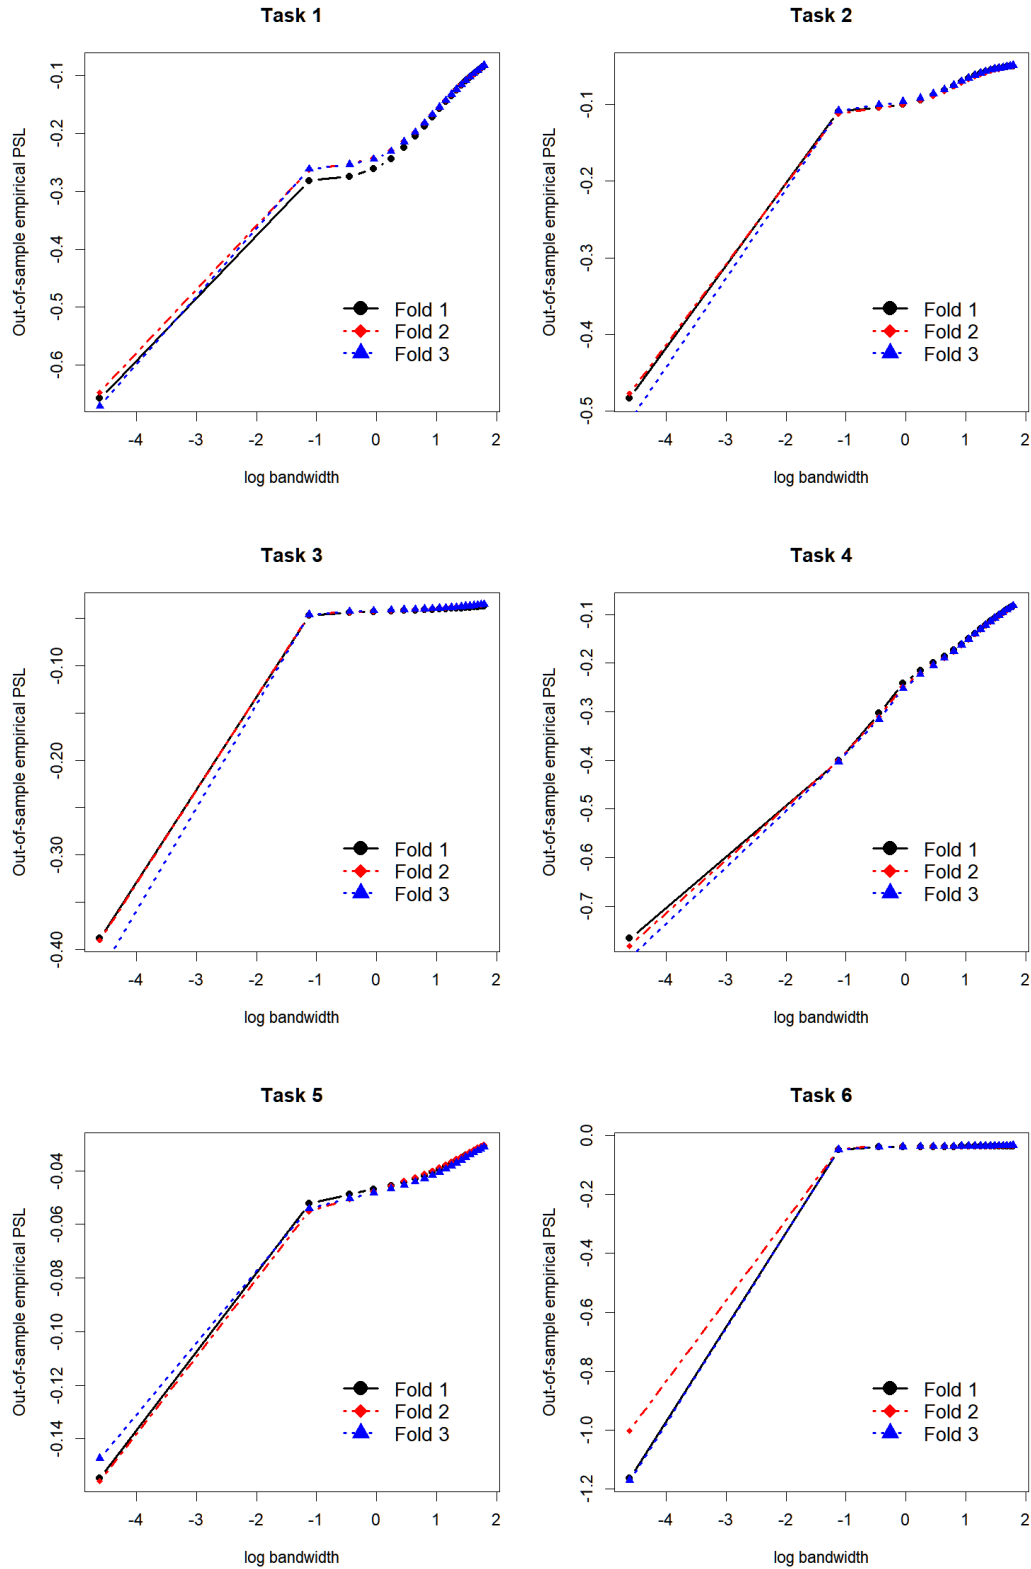 Task 1
Out-of-sample empirical PSL
-0.1
-0.2
-0.3
-0.5
-0.6
Fold 1
Fold 2
Fold 3
-4 -3 -2 -1 0 1 2
log bandwidth
Task 2
Out-of-sample empirical PSL
-0.1
-0.2
-0.3
-0.4
-0.5
Fold 1
Fold 2
Fold 3
-4 -3 -2 -1 0 1 2
log bandwidth
Task 3
Out-of-sample empirical PSL
-0.10
-0.20
-0.30
-0.40
Fold 1
Fold 2
Fold 3
-4 -3 -2 -1 0 1 2
log bandwidth
Task 4
Out-of-sample empirical PSL
-0.1
-0.2
-0.3
-0.4
-0.5
-0.6
-0.7
Fold 1
Fold 2
Fold 3
-4 -3 -2 -1 0 1 2
log bandwidth
Task 5
Out-of-sample empirical PSL
-0.04
-0.06
-0.08
-0.10
-0.12
-0.14
Fold 1
Fold 2
Fold 3
-4 -3 -2 -1 0 1 2
log bandwidth
Task 6
Out-of-sample empirical PSL
0.0
-0.2
-0.4
-0.6
-0.8
-1.0
-1.2
Fold 1
Fold 2
Fold 3
-4 -3 -2 -1 0 1 2
log bandwidth